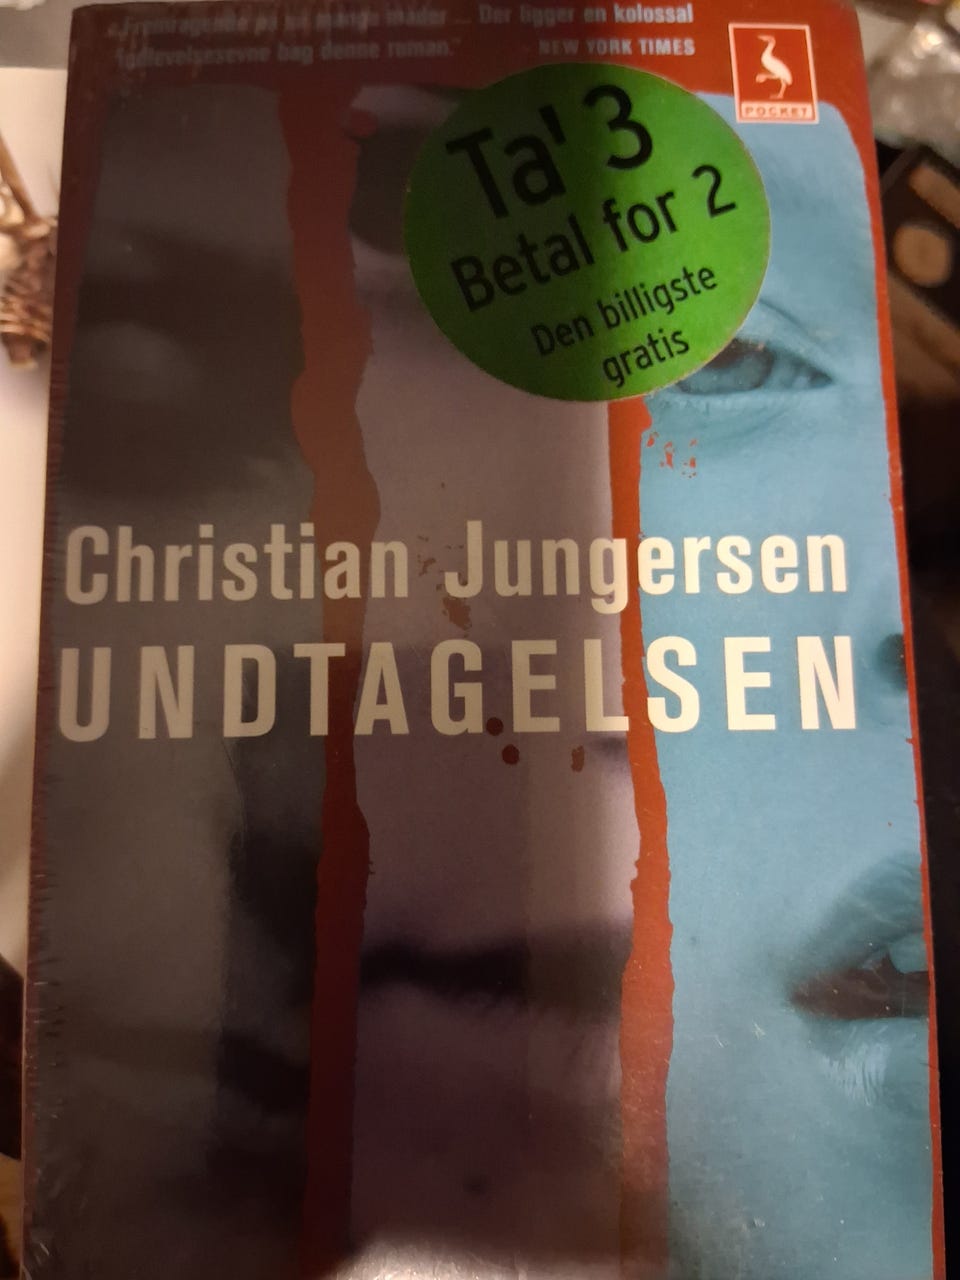 Fremragende på så mange måder ... Der ligger en kolossal
indlevelsesevne bag denne roman."
NEW YORK TIMES
POCKET
Ta' 3
Betal for 2
Den billigste
gratis
Christian Jungersen
UNDTAGELSEN